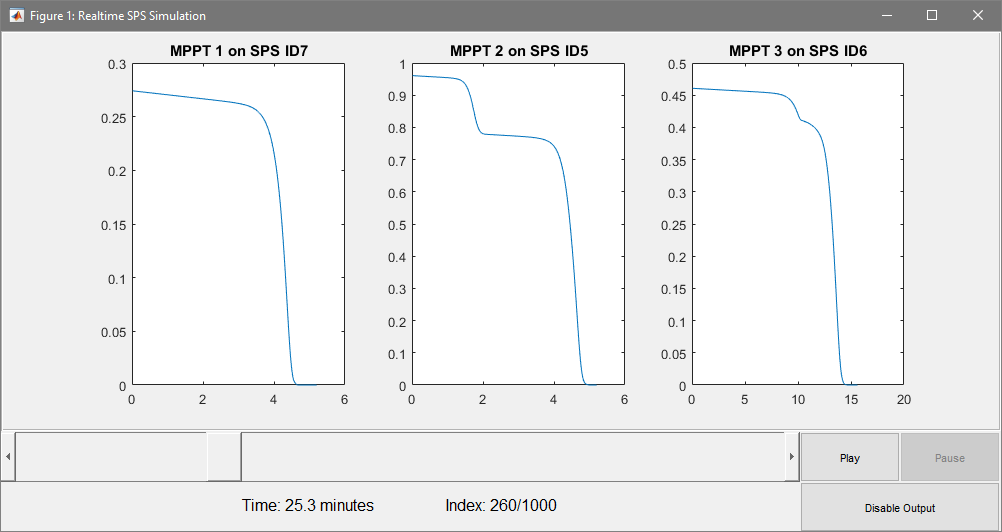 Figure 1: Realtime SPS Simulation
MPPT 1 on SPS ID7
MPPT 2 on SPS ID5
MPPT 3 on SPS ID6
0.3
0.25
0.2
0.15
0.1
0.05
0
0 2 4 6
1
0.9
0.8
0.7
0.6
0.5
0.4
0.3
0.2
0.1
0
0 2 4 6
0.5
0.45
0.4
0.35
0.3
0.25
0.2
0.15
0.1
0.05
0
0 5 10 15 20
Play
Pause
Time: 25.3 minutes
Index: 260/1000
Disable Output